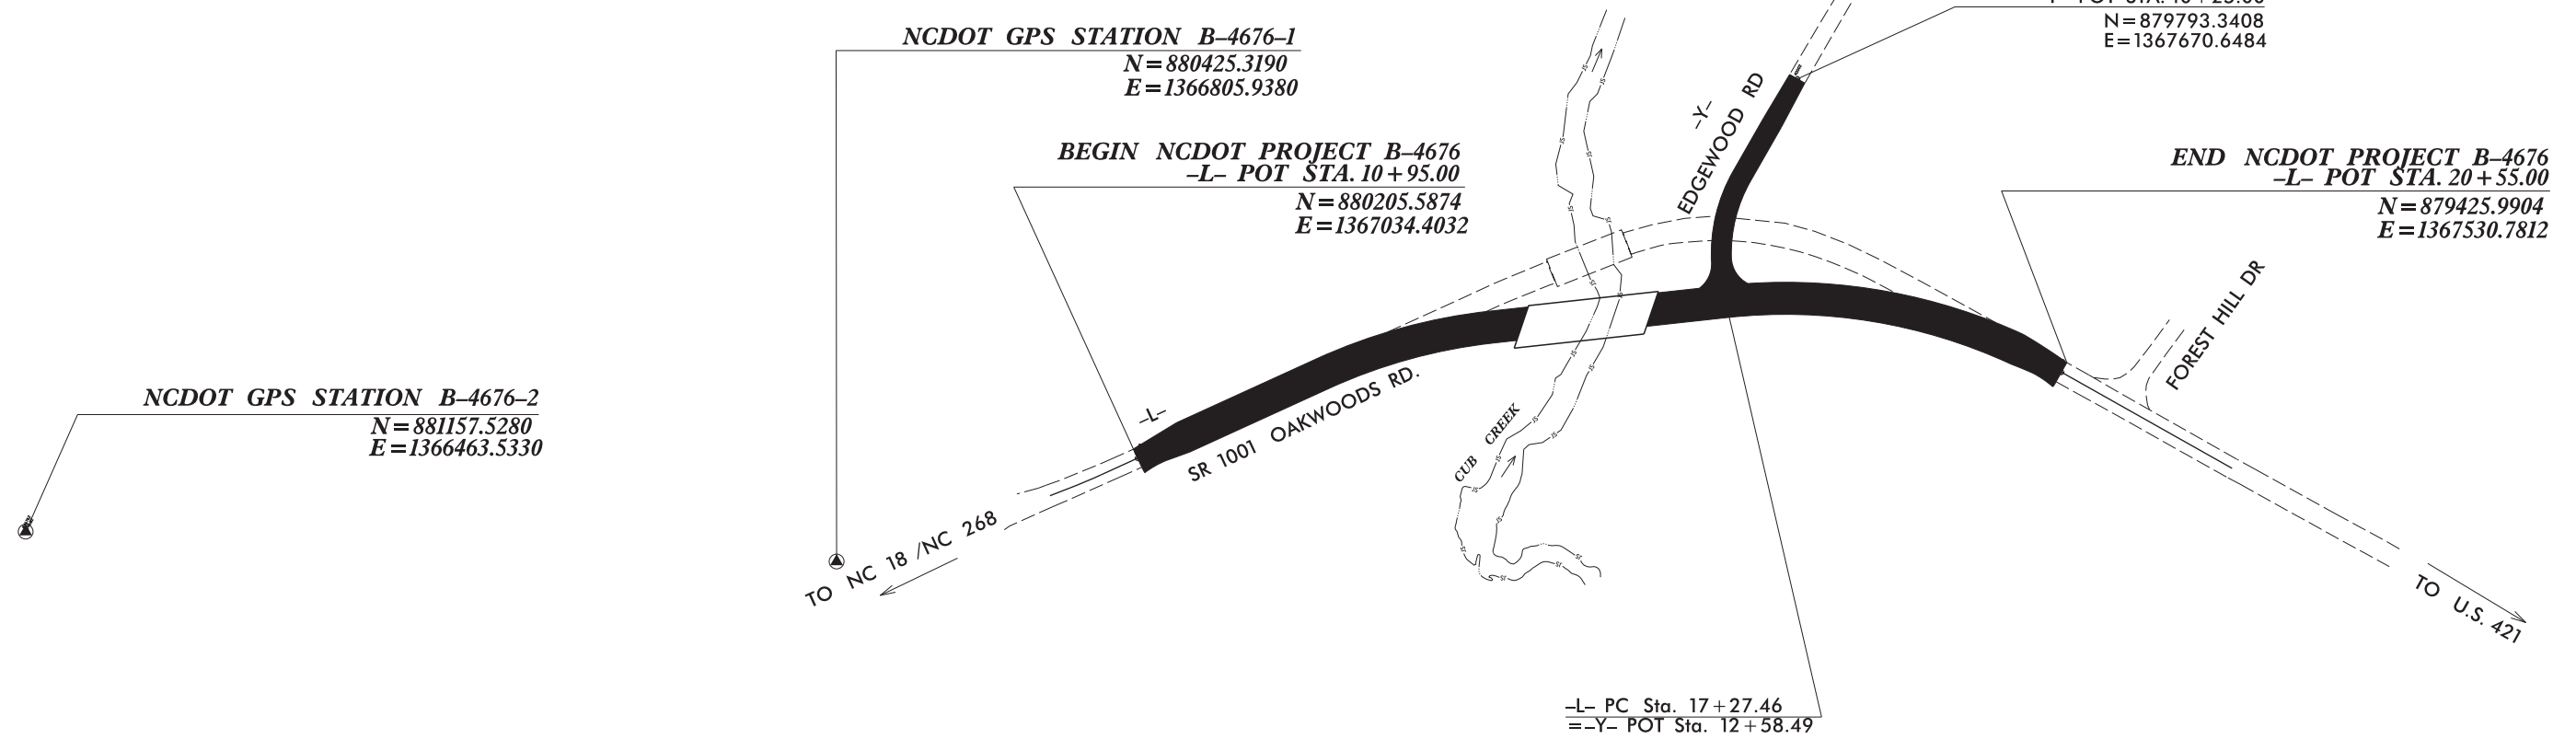 N=879793.3408
E=1367670.6484
NCDOT GPS STATION B–4676–1
N=880425.3190
E=1366805.9380
BEGIN NCDOT PROJECT B–4676
–L– POT STA. 10+95.00
N=880205.5874
E=1367034.4032
–Y–
EDGEWOOD RD
END NCDOT PROJECT B–4676
–L– POT STA. 20+55.00
N=879425.9904
E=1367530.7812
FOREST HILL DR
NCDOT GPS STATION B–4676–2
N=881157.5280
E=1366463.5330
–L–
SR 1001 OAKWOODS RD.
CUB CREEK
TO NC 18 /NC 268
TO U.S. 421
–L– PC Sta. 17+27.46
=–Y– POT Sta. 12+58.49